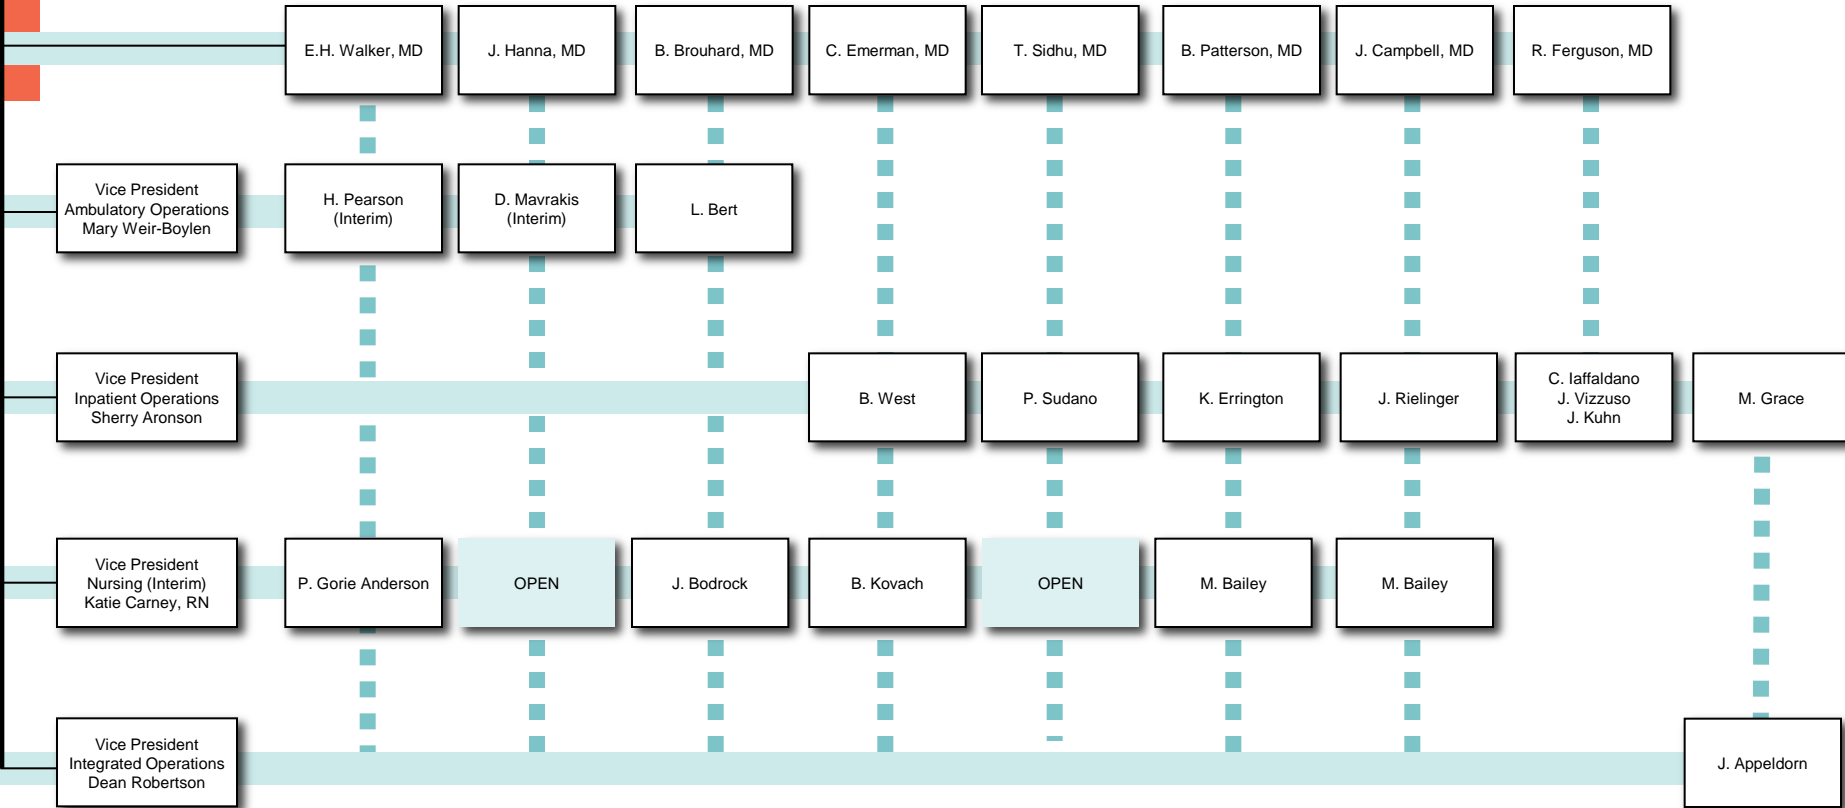 E.H. Walker, MD
J. Hanna, MD
B. Brouhard, MD
C. Emerman, MD
T. Sidhu, MD
B. Patterson, MD
J. Campbell, MD
R. Ferguson, MD
Vice President
Ambulatory Operations
Mary Weir-Boylen
H. Pearson
(Interim)
D. Mavrakis
(Interim)
L. Bert
Vice President
Inpatient Operations
Sherry Aronson
B. West
P. Sudano
K. Errington
J. Rielinger
C. Iaffaldano
J. Vizzuso
J. Kuhn
M. Grace
Vice President
Nursing (Interim)
Katie Carney, RN
P. Gorie Anderson
OPEN
J. Bodrock
B. Kovach
OPEN
M. Bailey
M. Bailey
Vice President
Integrated Operations
Dean Robertson
J. Appeldorn